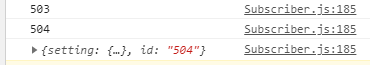 503 Subscriber.js:185
504 Subscriber.js:185
▶ {setting: {…}, id: "504"} Subscriber.js:185